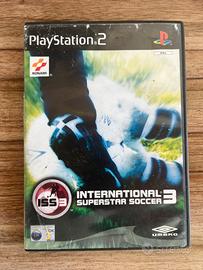 PlayStation 2
KONAMI
ISS3
INTERNATIONAL
SUPERSTAR SOCCER 3
UMBRO